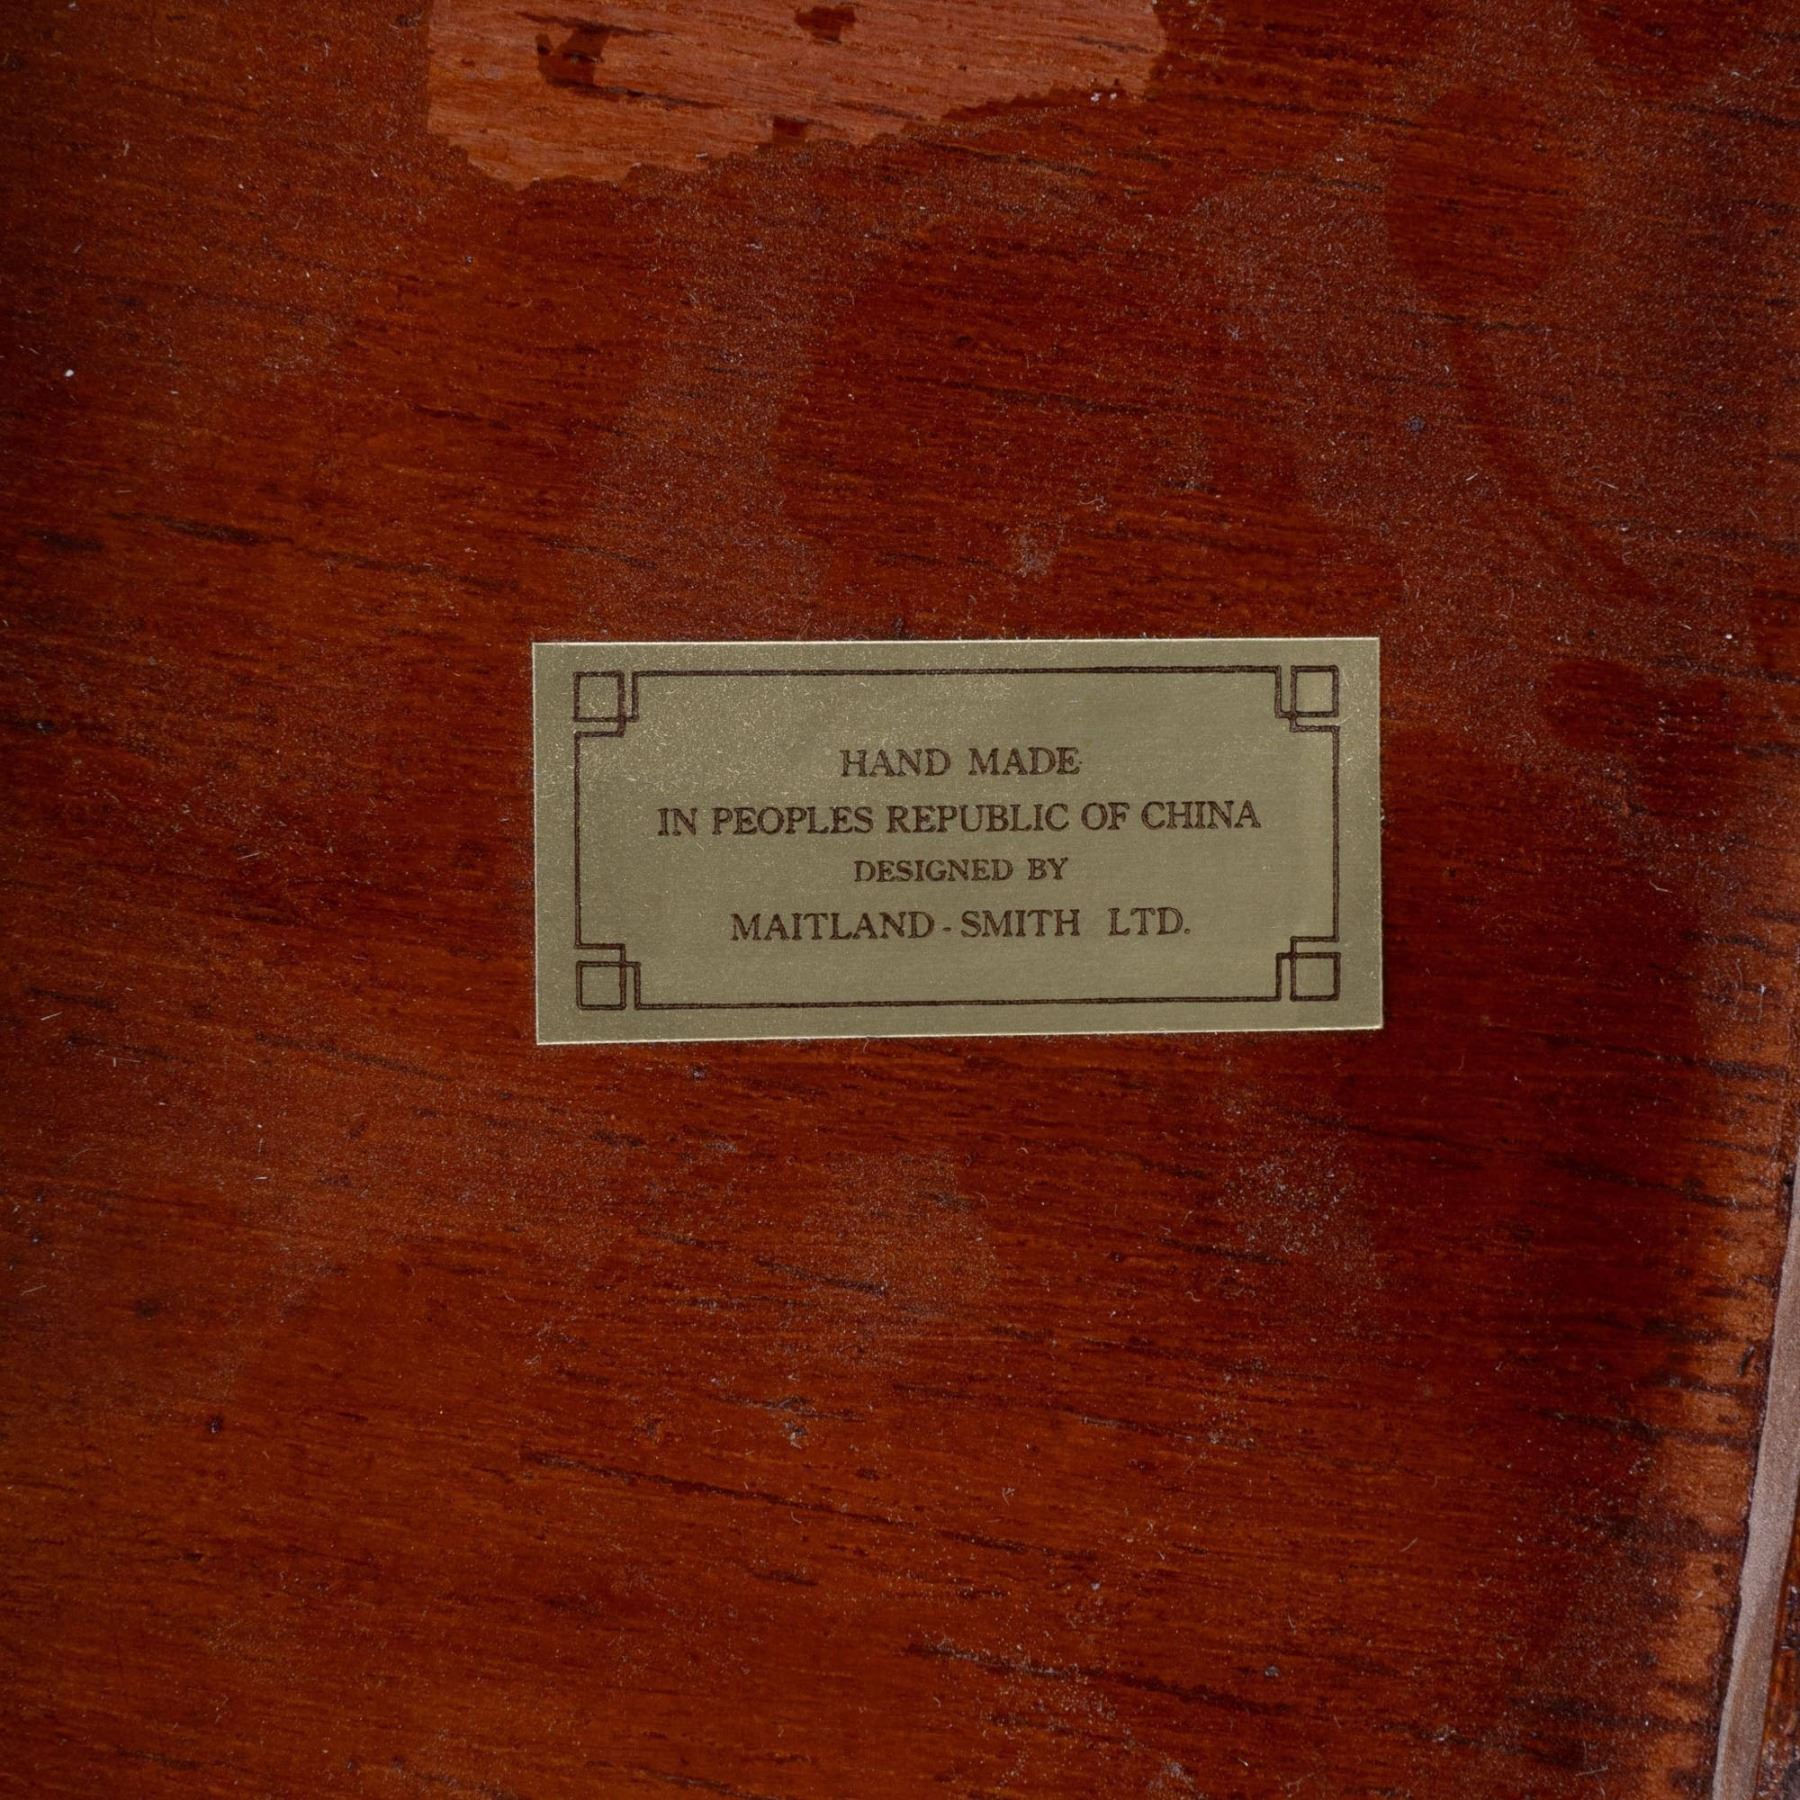 HAND MADE
IN PEOPLES REPUBLIC OF CHINA
DESIGNED BY
MAITLAND-SMITH LTD.